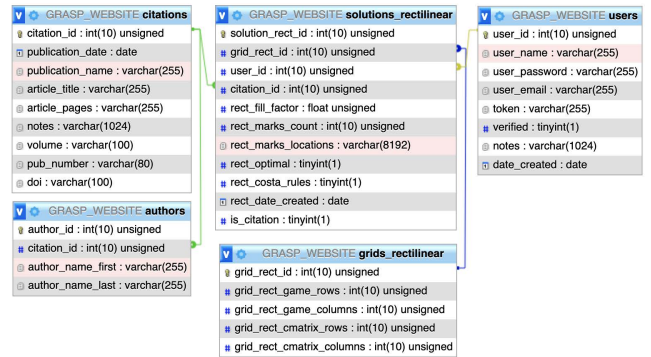 V GRASP_WEBSITE citations
citation_id : int(10) unsigned
publication_date : date
publication_name : varchar(255)
article_title : varchar(255)
article_pages : varchar(255)
notes : varchar(1024)
volume : varchar(100)
pub_number : varchar(80)
doi : varchar(100)
V GRASP_WEBSITE authors
author_id : int(10) unsigned
# citation_id : int(10) unsigned
author_name_first : varchar(255)
author_name_last : varchar(255)
V GRASP_WEBSITE solutions_rectilinear
solution_rect_id : int(10) unsigned
# grid_rect_id : int(10) unsigned
# user_id : int(10) unsigned
# citation_id : int(10) unsigned
# rect_fill_factor : float unsigned
# rect_marks_count : int(10) unsigned
rect_marks_locations : varchar(8192)
# rect_optimal : tinyint(1)
# rect_costa_rules : tinyint(1)
rect_date_created : date
# is_citation : tinyint(1)
V GRASP_WEBSITE grids_rectilinear
grid_rect_id : int(10) unsigned
# grid_rect_game_rows : int(10) unsigned
# grid_rect_game_columns : int(10) unsigned
# grid_rect_cmatrix_rows : int(10) unsigned
# grid_rect_cmatrix_columns : int(10) unsigned
V GRASP_WEBSITE users
user_id : int(10) unsigned
user_name : varchar(255)
user_password : varchar(255)
user_email : varchar(255)
token : varchar(255)
# verified : tinyint(1)
notes : varchar(1024)
date_created : date